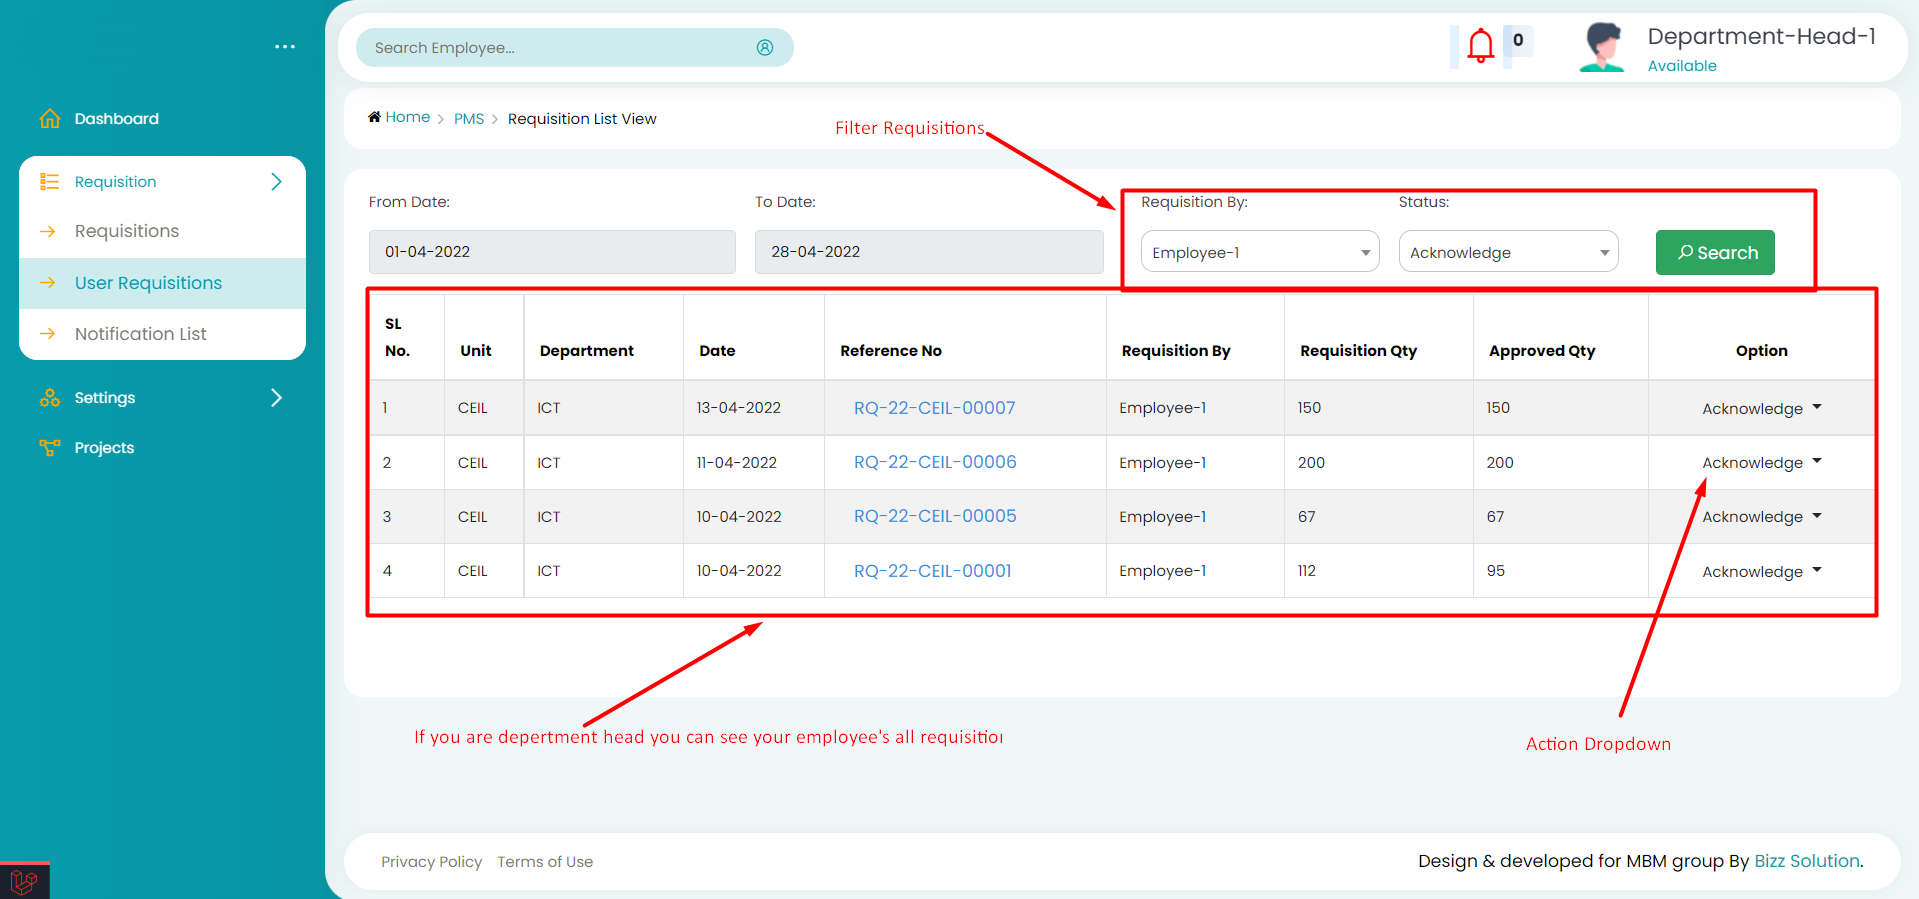 Search Employee...
0
Department-Head-1
Available
Dashboard
Requisition
Requisitions
User Requisitions
Notification List
Settings
Projects
Home > PMS > Requisition List View
Filter Requisitions
From Date:
To Date:
Requisition By:
Status:
01-04-2022
28-04-2022
Employee-1
Acknowledge
Search
SL No. Unit Department Date Reference No Requisition By Requisition Qty Approved Qty Option
1 CEIL ICT 13-04-2022 RQ-22-CEIL-00007 Employee-1 150 150 Acknowledge
2 CEIL ICT 11-04-2022 RQ-22-CEIL-00006 Employee-1 200 200 Acknowledge
3 CEIL ICT 10-04-2022 RQ-22-CEIL-00005 Employee-1 67 67 Acknowledge
4 CEIL ICT 10-04-2022 RQ-22-CEIL-00001 Employee-1 112 95 Acknowledge
If you are depertment head you can see your employee's all requisition
Action Dropdown
Privacy Policy Terms of Use
Design & developed for MBM group By Bizz Solution.